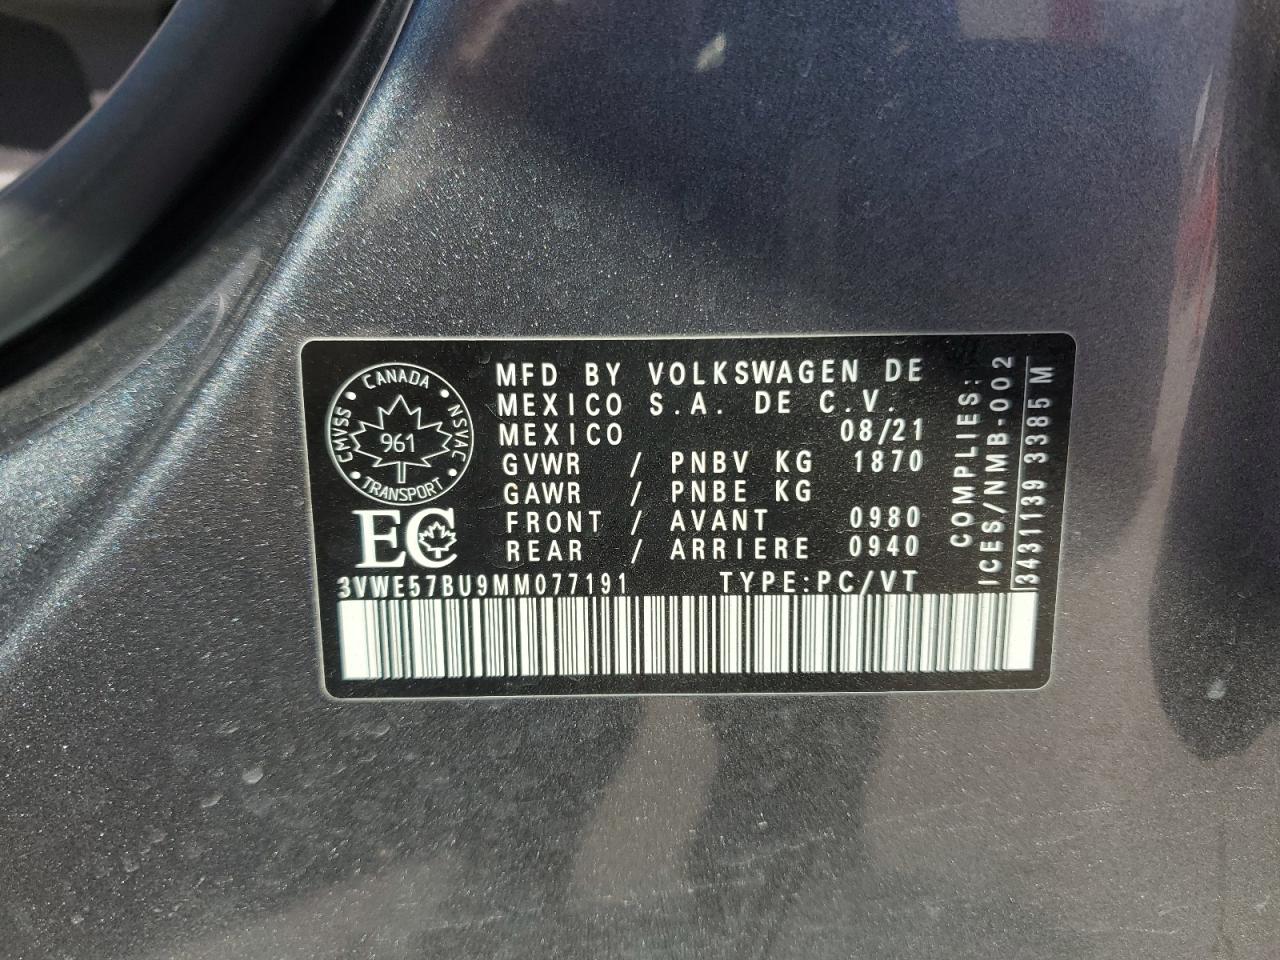 CANADA
CMVSS
NSVAC
961
TRANSPORT
EC
MFD BY VOLKSWAGEN DE
MEXICO S.A. DE C.V.
MEXICO 08/21
GVWR / PNBV KG 1870
GAWR / PNBE KG
FRONT / AVANT 0980
REAR / ARRIERE 0940
3VWE57BU9MM077191 TYPE:PC/VT
COMPLIES:
ICES/NMB-002
3431139 3385 M